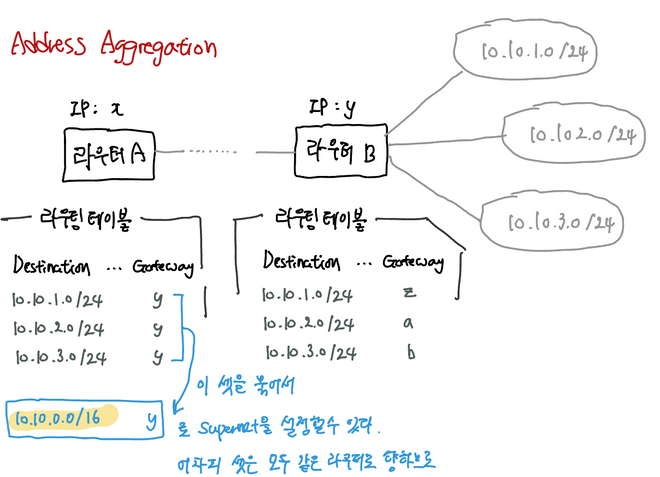 Address Aggregation
10.10.1.0/24
IP: x
IP: y
10.10.2.0/24
라우터 A
라우터 B
10.10.3.0/24
라우팅 테이블
라우팅 테이블
Destination ... Gateway
Destination ... Gateway
10.10.1.0/24 y
10.10.1.0/24 z
10.10.2.0/24 y
10.10.2.0/24 a
10.10.3.0/24 y
10.10.3.0/24 b
이 셋을 묶어서
10.10.0.0/16 y
로 Supernet을 설정할수 있다.
어차피 셋은 모두 같은 라우터로 향하므로